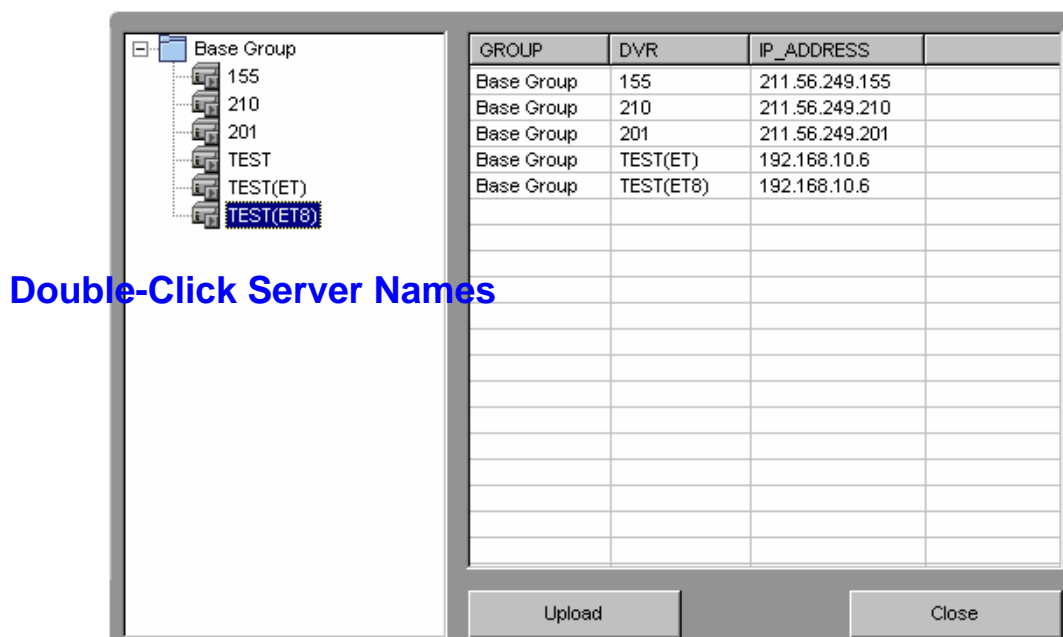 Base Group
155
210
201
TEST
TEST(ET)
TEST(ET8)
Double-Click Server Names
GROUP DVR IP_ADDRESS
Base Group 155 211.56.249.155
Base Group 210 211.56.249.210
Base Group 201 211.56.249.201
Base Group TEST(ET) 192.168.10.6
Base Group TEST(ET8) 192.168.10.6
Upload Close